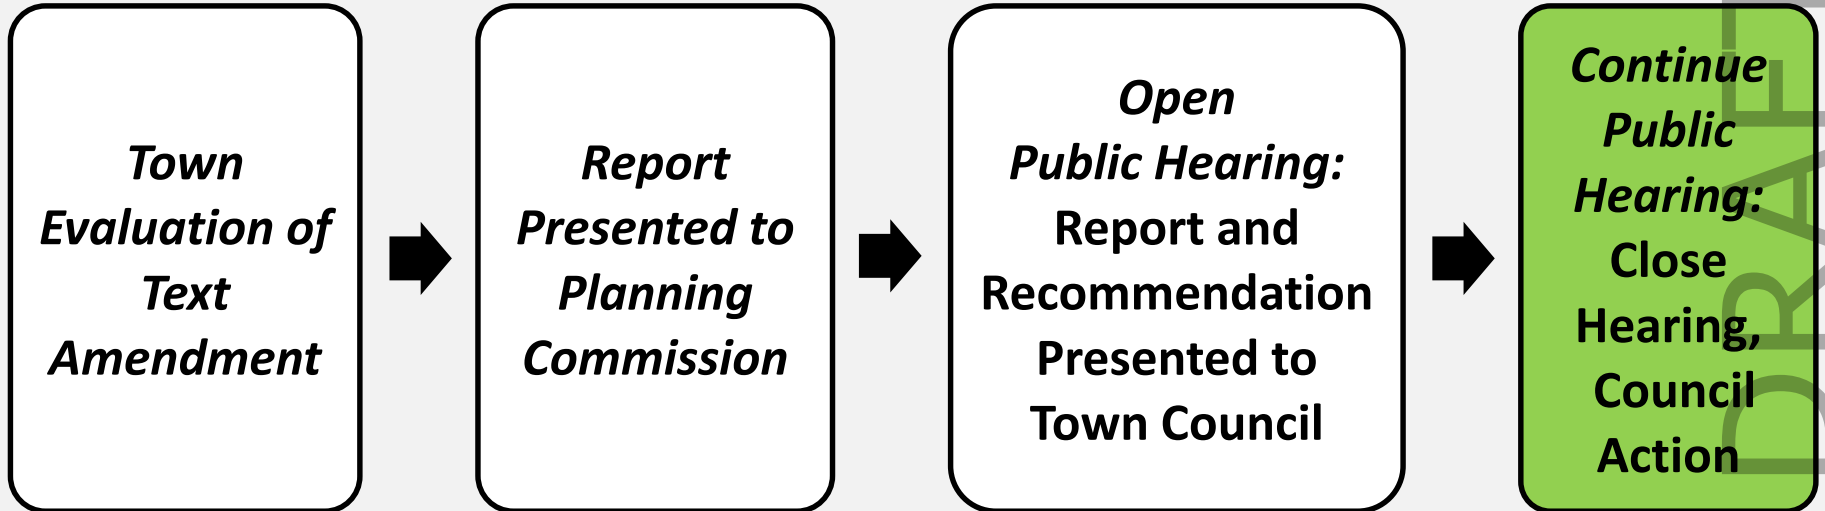 Town
Evaluation of
Text
Amendment
Report
Presented to
Planning
Commission
Open
Public Hearing:
Report and
Recommendation
Presented to
Town Council
Continue
Public
Hearing:
Close
Hearing,
Council
Action
DRAFT